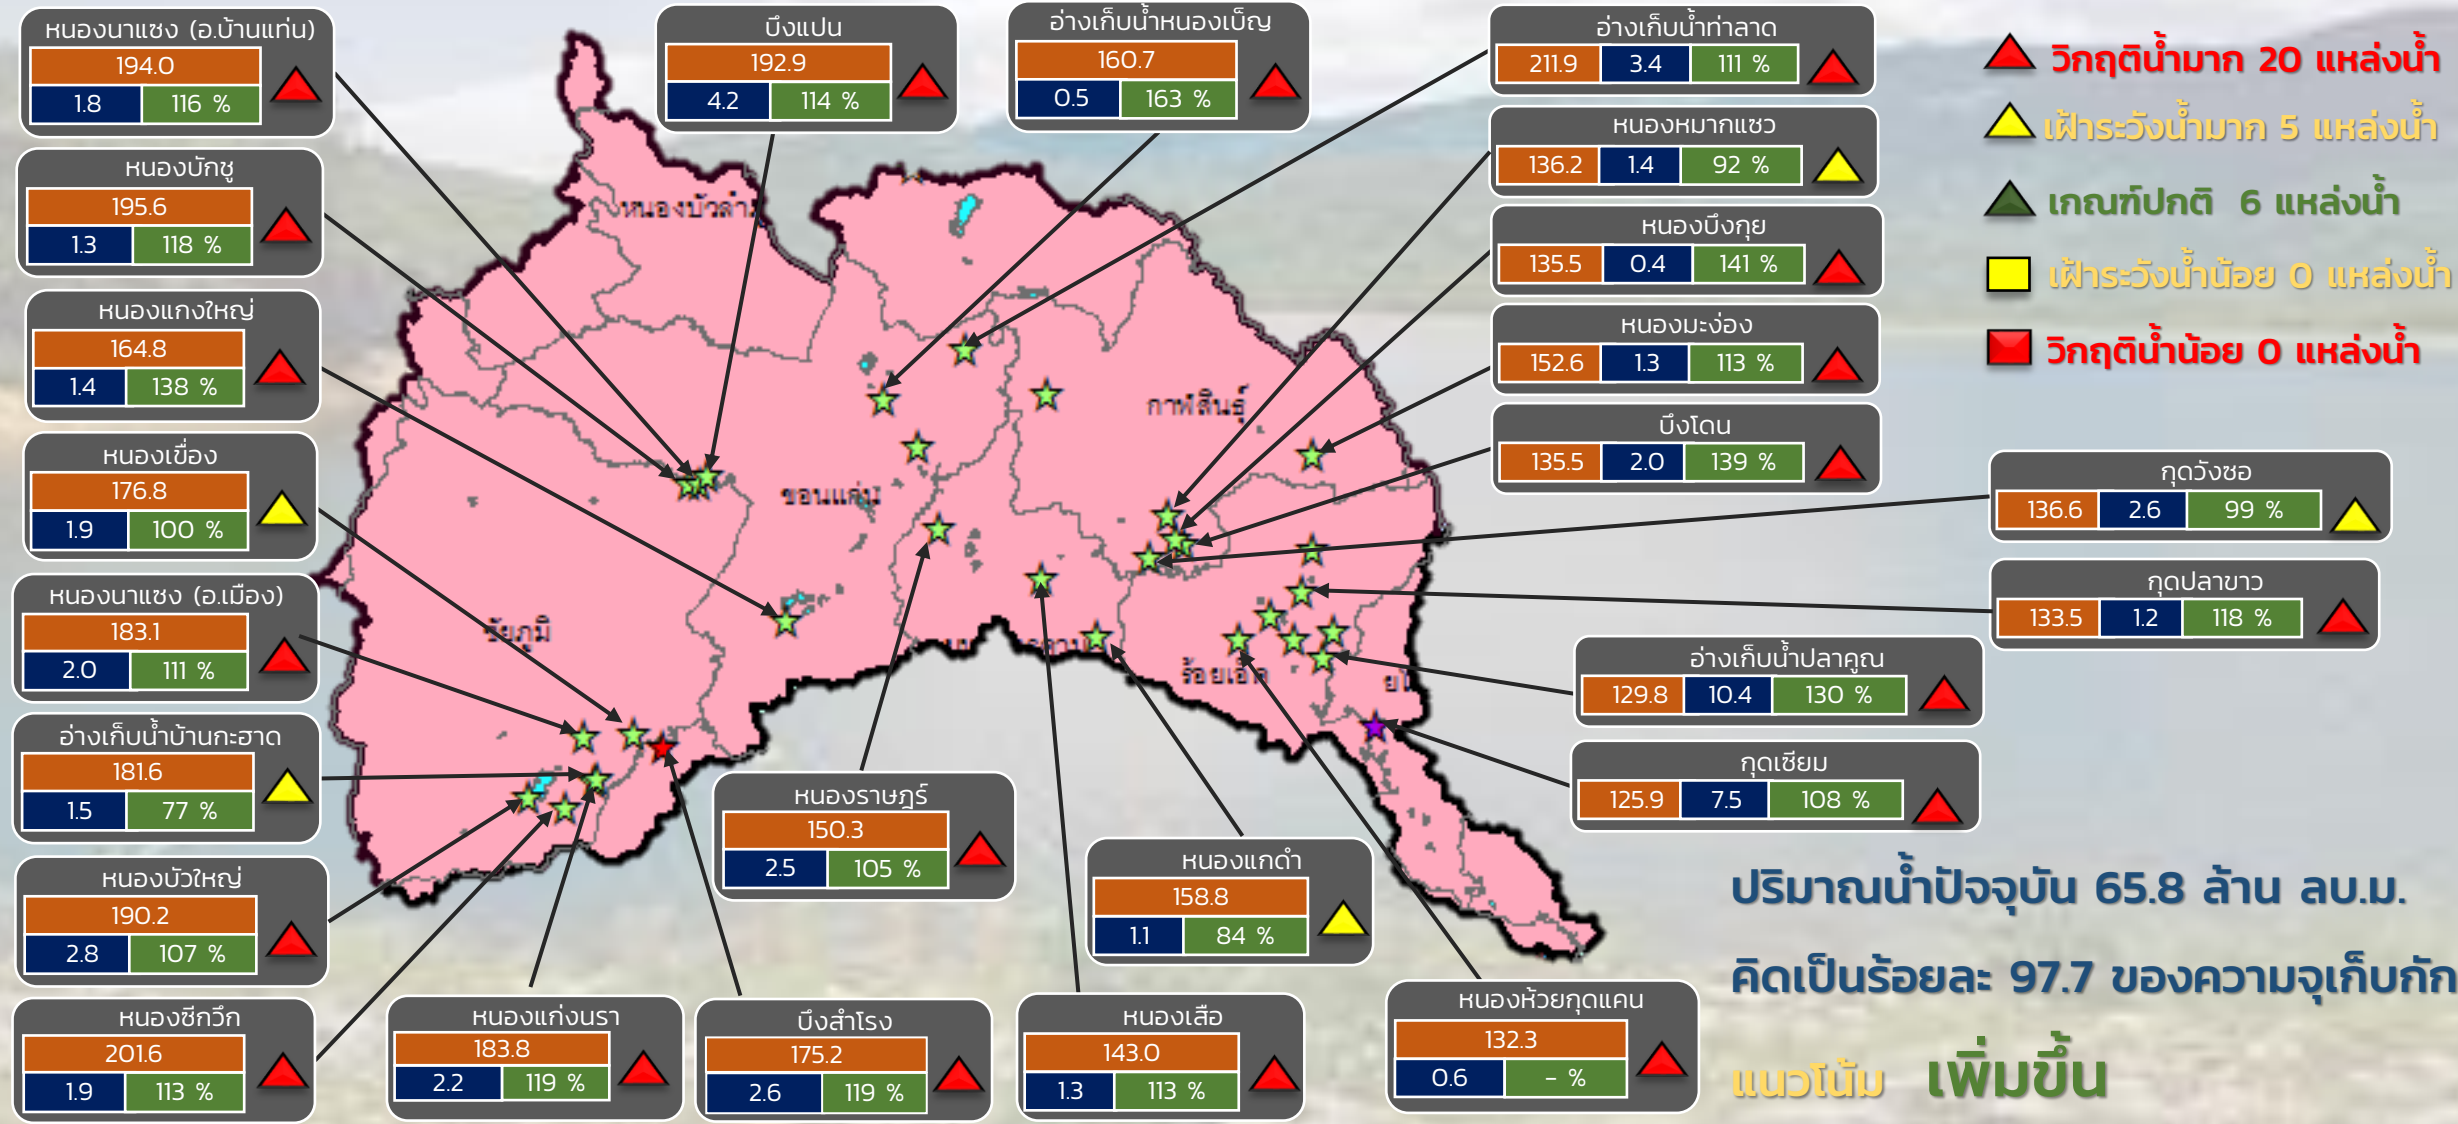 หนองนาแซง (อ.บ้านแท่น)
194.0
1.8 116 %
หนองบักซู
195.6
1.3 118 %
หนองแกงใหญ่
164.8
1.4 138 %
หนองเขื่อง
176.8
1.9 100 %
หนองนาแซง (อ.เมือง)
183.1
2.0 111 %
อ่างเก็บน้ำบ้านกะฮาด
181.6
1.5 77 %
หนองบัวใหญ่
190.2
2.8 107 %
หนองซีกวึก
201.6
1.9 113 %
บึงแปน
192.9
4.2 114 %
อ่างเก็บน้ำหนองเบ็ญ
160.7
0.5 163 %
อ่างเก็บน้ำท่าลาด
211.9 3.4 111 %
หนองหมากแซว
136.2 1.4 92 %
หนองบึงกุย
135.5 0.4 141 %
หนองมะง่อง
152.6 1.3 113 %
บึงโดน
135.5 2.0 139 %
กุดวังซอ
136.6 2.6 99 %
กุดปลาขาว
133.5 1.2 118 %
อ่างเก็บน้ำปลาคูณ
129.8 10.4 130 %
กุดเชียม
125.9 7.5 108 %
หนองราษฎร์
150.3
2.5 105 %
หนองแกดำ
158.8
1.1 84 %
หนองแก่งนรา
183.8
2.2 119 %
บึงสำโรง
175.2
2.6 119 %
หนองเสือ
143.0
1.3 113 %
หนองห้วยกุดแคน
132.3
0.6 - %
กาฬสินธุ์
ขอนแก่น
ชัยภูมิ
ร้อยเอ็ด
วิกฤติน้ำมาก 20 แหล่งน้ำ
เฝ้าระวังน้ำมาก 5 แหล่งน้ำ
เกณฑ์ปกติ 6 แหล่งน้ำ
เฝ้าระวังน้ำน้อย 0 แหล่งน้ำ
วิกฤติน้ำน้อย 0 แหล่งน้ำ
ปริมาณน้ำปัจจุบัน 65.8 ล้าน ลบ.ม.
คิดเป็นร้อยละ 97.7 ของความจุเก็บกัก
แนวโน้ม เพิ่มขึ้น